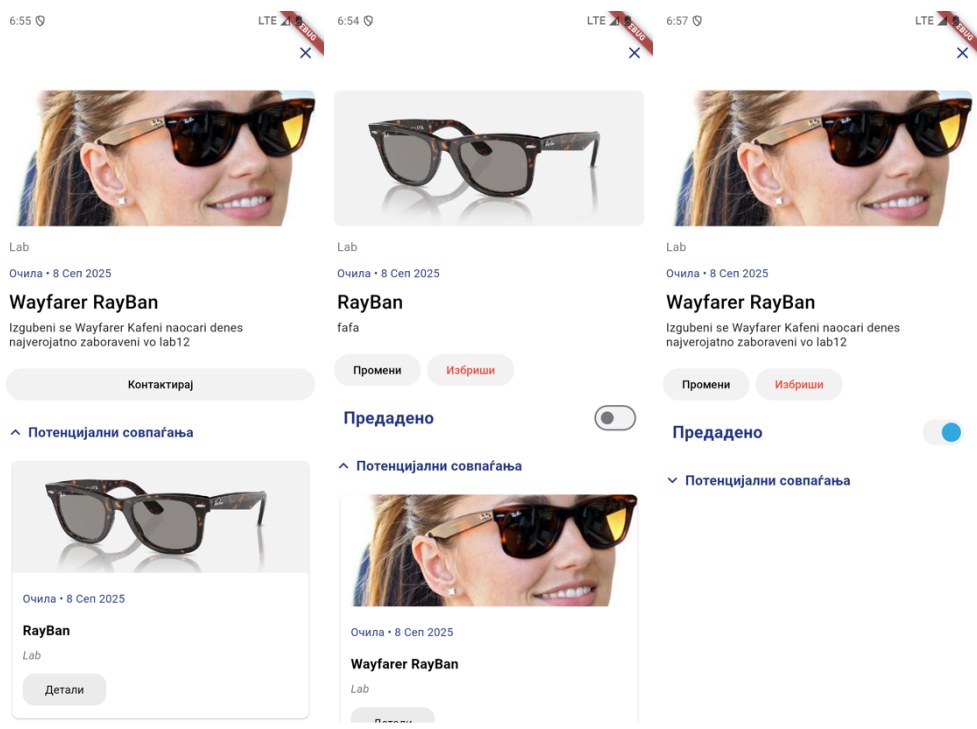 6:55
LTE
DEBUG
Lab
Очила • 8 Сеп 2025
Wayfarer RayBan
Izgubeni se Wayfarer Kafeni naocari denes
najverojatno zaboraveni vo lab12
Контактирај
Потенцијални совпаѓања
Очила • 8 Сеп 2025
RayBan
Lab
Детали
6:54
LTE
DEBUG
Lab
Очила • 8 Сеп 2025
RayBan
fafa
Промени
Избриши
Предадено
Потенцијални совпаѓања
Очила • 8 Сеп 2025
Wayfarer RayBan
Lab
Детали
6:57
LTE
DEBUG
Lab
Очила • 8 Сеп 2025
Wayfarer RayBan
Izgubeni se Wayfarer Kafeni naocari denes
najverojatno zaboraveni vo lab12
Промени
Избриши
Предадено
Потенцијални совпаѓања